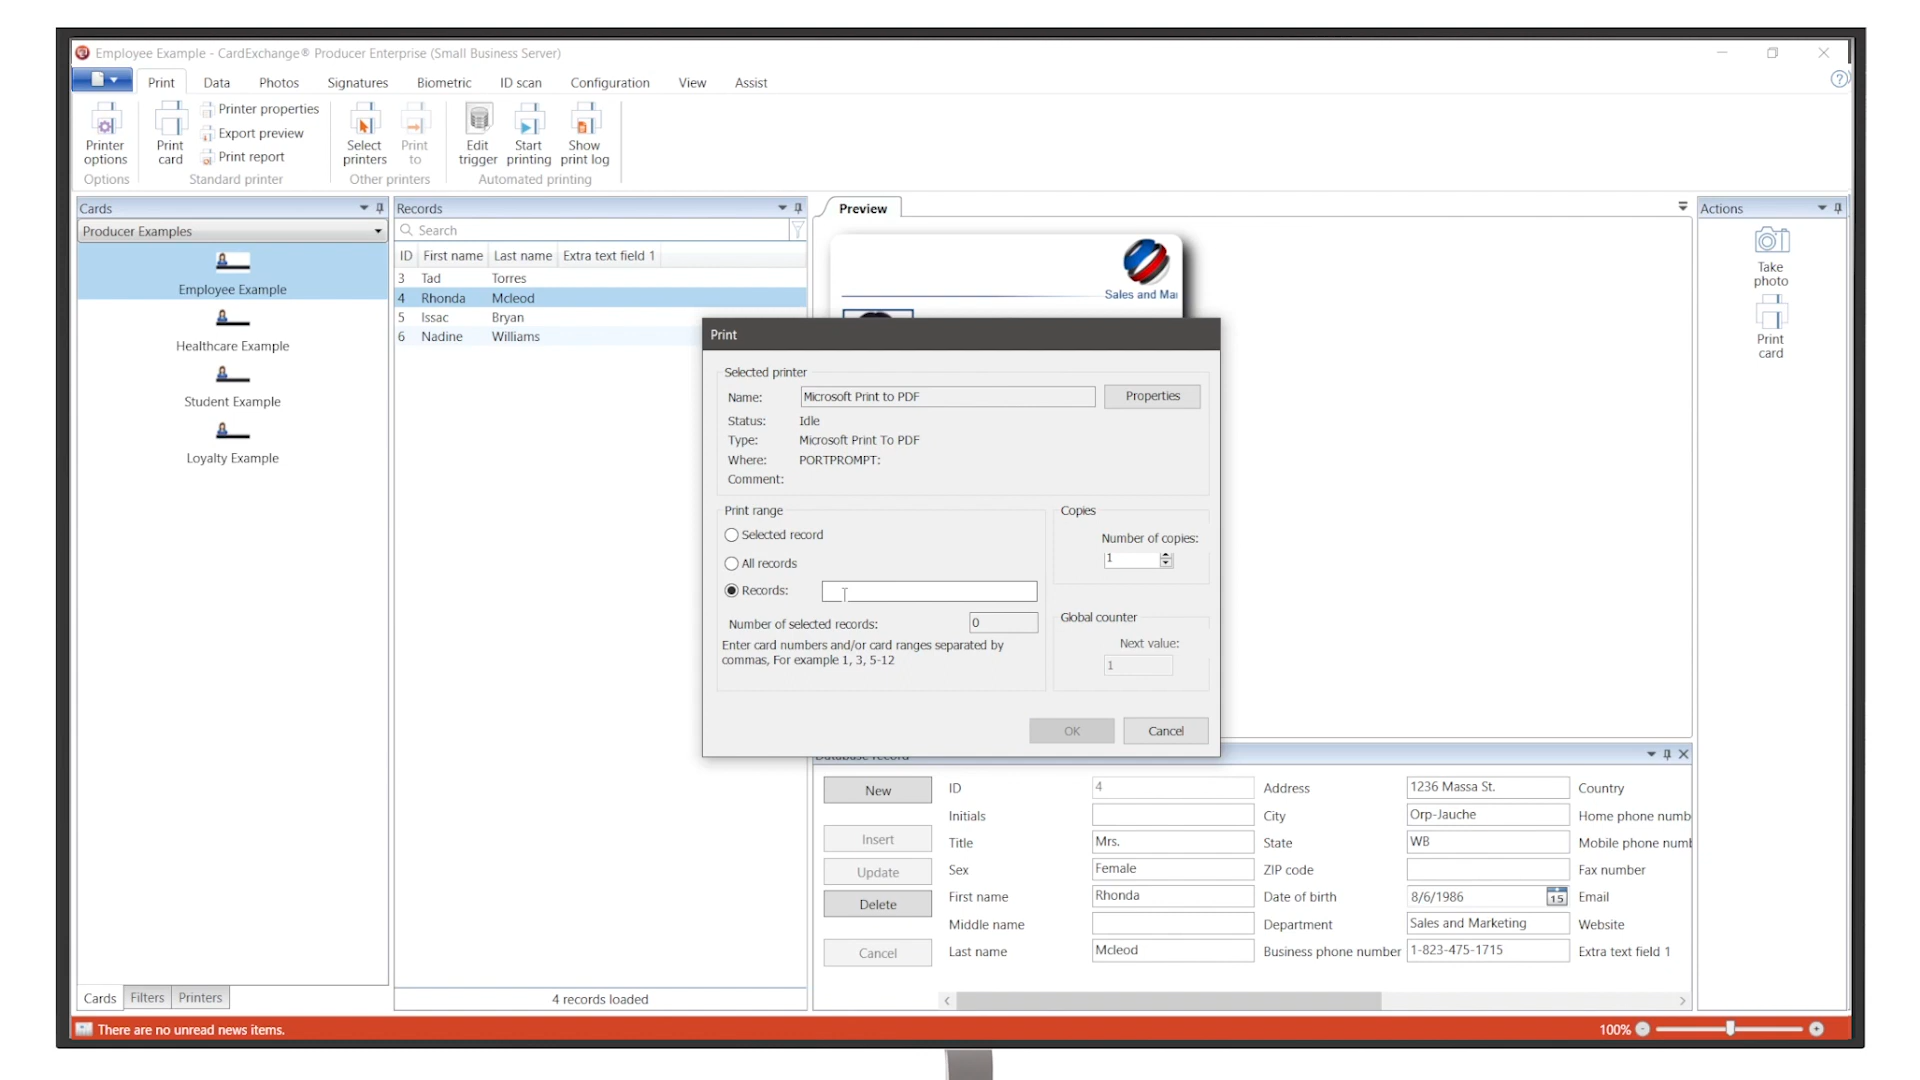 Employee Example - CardExchange® Producer Enterprise (Small Business Server)
Print Data Photos Signatures Biometric ID scan Configuration View Assist
Printer options
Print card
Printer properties
Export preview
Print report
Select printers
Print to
Edit trigger
Start printing
Show print log
Options Standard printer Other printers Automated printing
Cards
Producer Examples
Employee Example
Healthcare Example
Student Example
Loyalty Example
Cards Filters Printers
Records
Search
ID First name Last name Extra text field 1
3 Tad Torres
4 Rhonda Mcleod
5 Issac Bryan
6 Nadine Williams
4 records loaded
Preview
Sales and Mar
Actions
Take
photo
Print
card
Print
Selected printer
Name: Microsoft Print to PDF Properties
Status: Idle
Type: Microsoft Print To PDF
Where: PORTPROMPT:
Comment:
Print range
Selected record
All records
Records:
Number of selected records: 0
Enter card numbers and/or card ranges separated by
commas, For example 1, 3, 5-12
Copies
Number of copies:
1
Global counter
Next value:
1
OK Cancel
Database record
New
Insert
Update
Delete
Cancel
ID 4 Address 1236 Massa St. Country
Initials City Orp-Jauche Home phone numb
Title Mrs. State WB Mobile phone numb
Sex Female ZIP code Fax number
First name Rhonda Date of birth 8/6/1986 15 Email
Middle name Department Sales and Marketing Website
Last name Mcleod Business phone number 1-823-475-1715 Extra text field 1
There are no unread news items.
100%